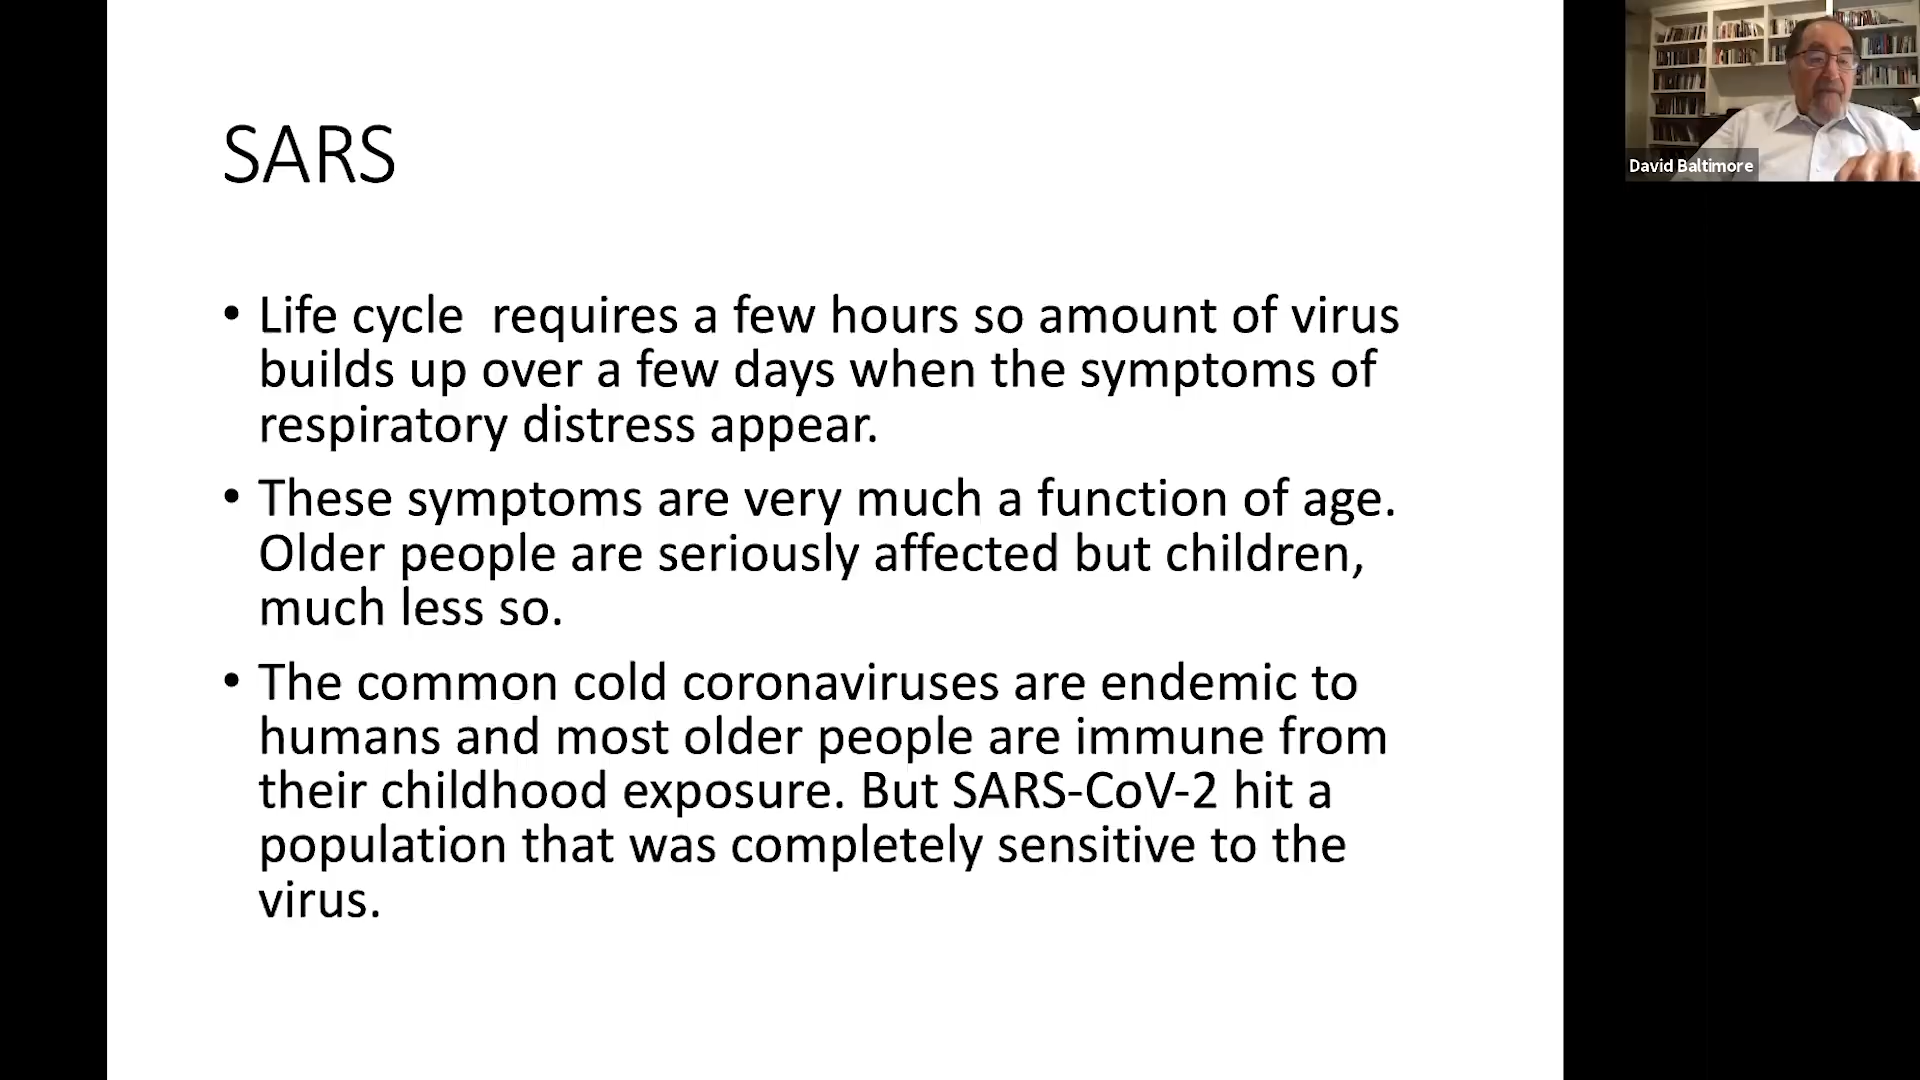 SARS
• Life cycle  requires a few hours so amount of virus
builds up over a few days when the symptoms of
respiratory distress appear.
• These symptoms are very much a function of age.
Older people are seriously affected but children,
much less so.
• The common cold coronaviruses are endemic to
humans and most older people are immune from
their childhood exposure. But SARS-CoV-2 hit a
population that was completely sensitive to the
virus.
David Baltimore